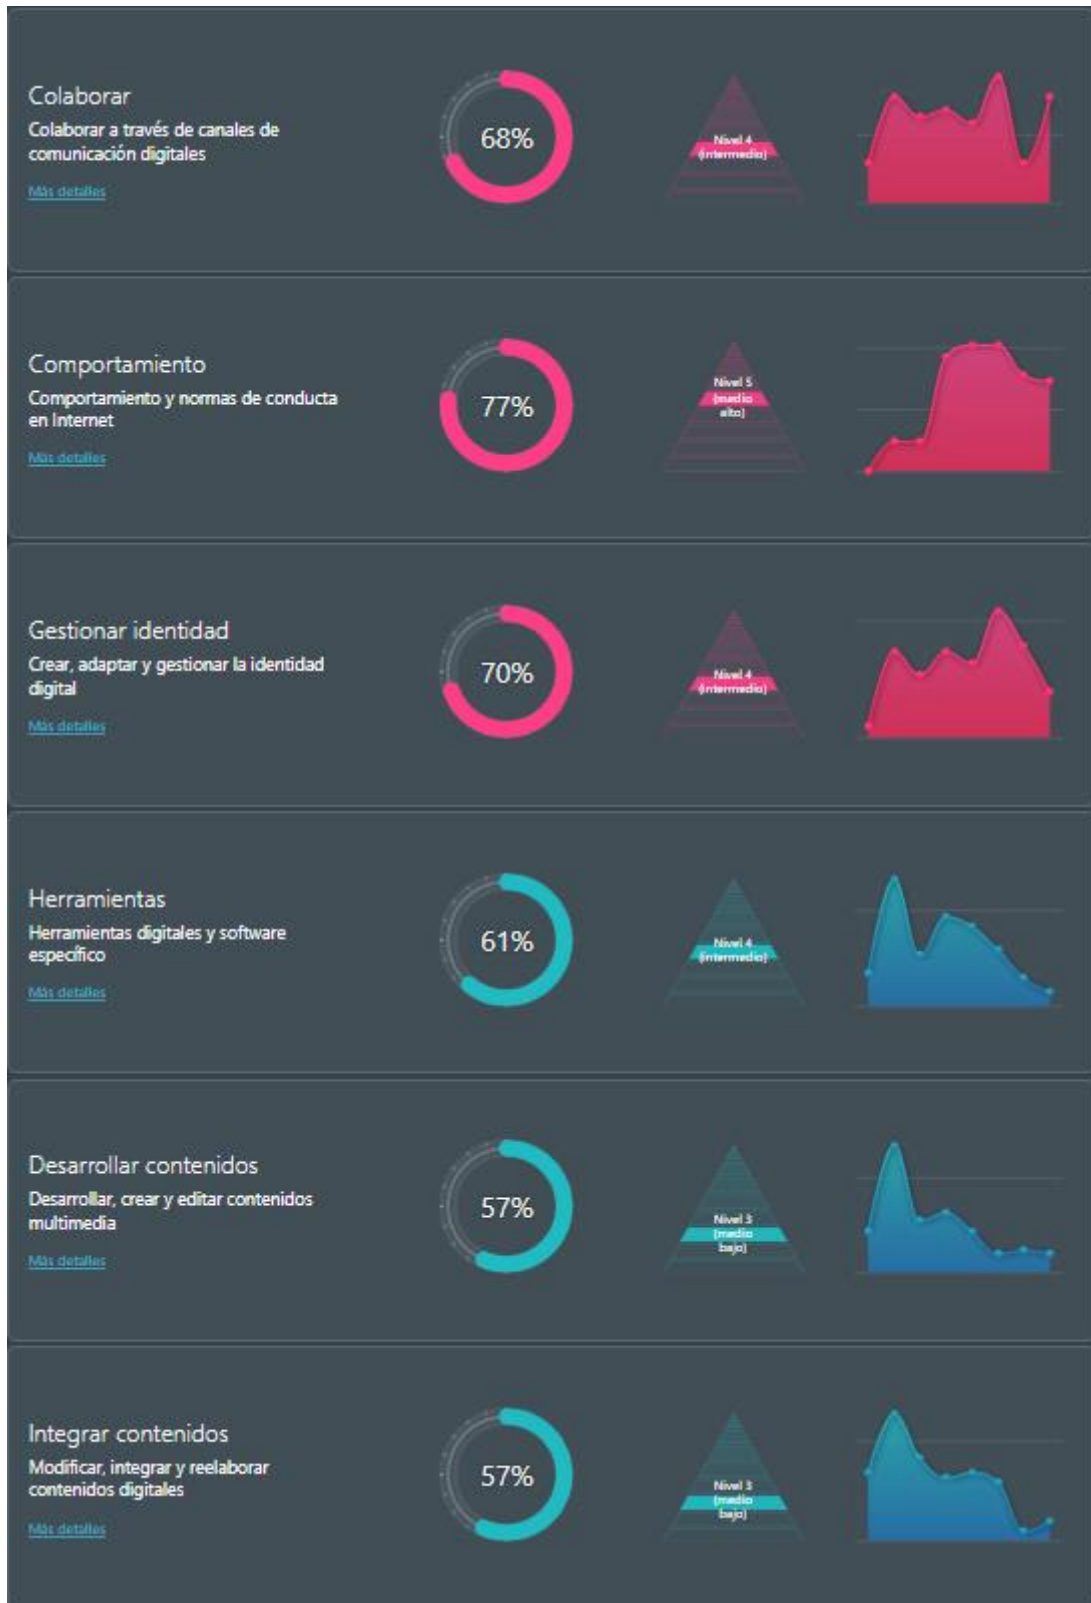 Colaborar
Colaborar a través de canales de
comunicación digitales
Más detalles
68%
Nivel 4
(intermedio)
Comportamiento
Comportamiento y normas de conducta
en Internet
Más detalles
77%
Nivel 5
(medio
alto)
Gestionar identidad
Crear, adaptar y gestionar la identidad
digital
Más detalles
70%
Nivel 4
(intermedio)
Herramientas
Herramientas digitales y software
específico
Más detalles
61%
Nivel 4
(intermedio)
Desarrollar contenidos
Desarrollar, crear y editar contenidos
multimedia
Más detalles
57%
Nivel 3
(medio
bajo)
Integrar contenidos
Modificar, integrar y reelaborar
contenidos digitales
Más detalles
57%
Nivel 3
(medio
bajo)